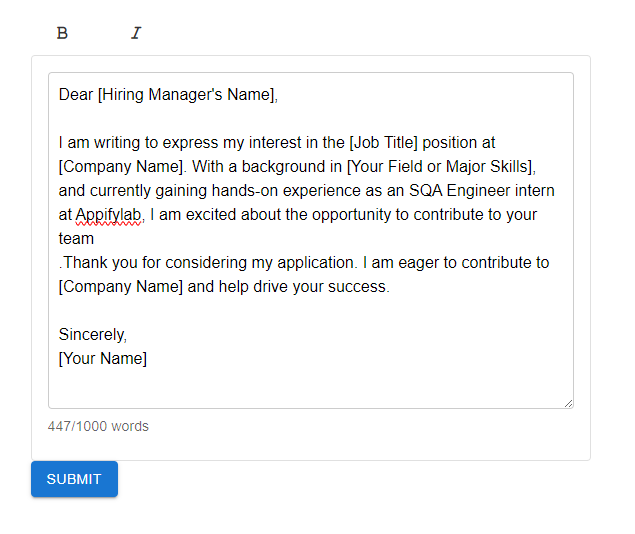 B I
Dear [Hiring Manager's Name],
I am writing to express my interest in the [Job Title] position at
[Company Name]. With a background in [Your Field or Major Skills],
and currently gaining hands-on experience as an SQA Engineer intern
at Appifylab, I am excited about the opportunity to contribute to your
team
.Thank you for considering my application. I am eager to contribute to
[Company Name] and help drive your success.
Sincerely,
[Your Name]
447/1000 words
SUBMIT